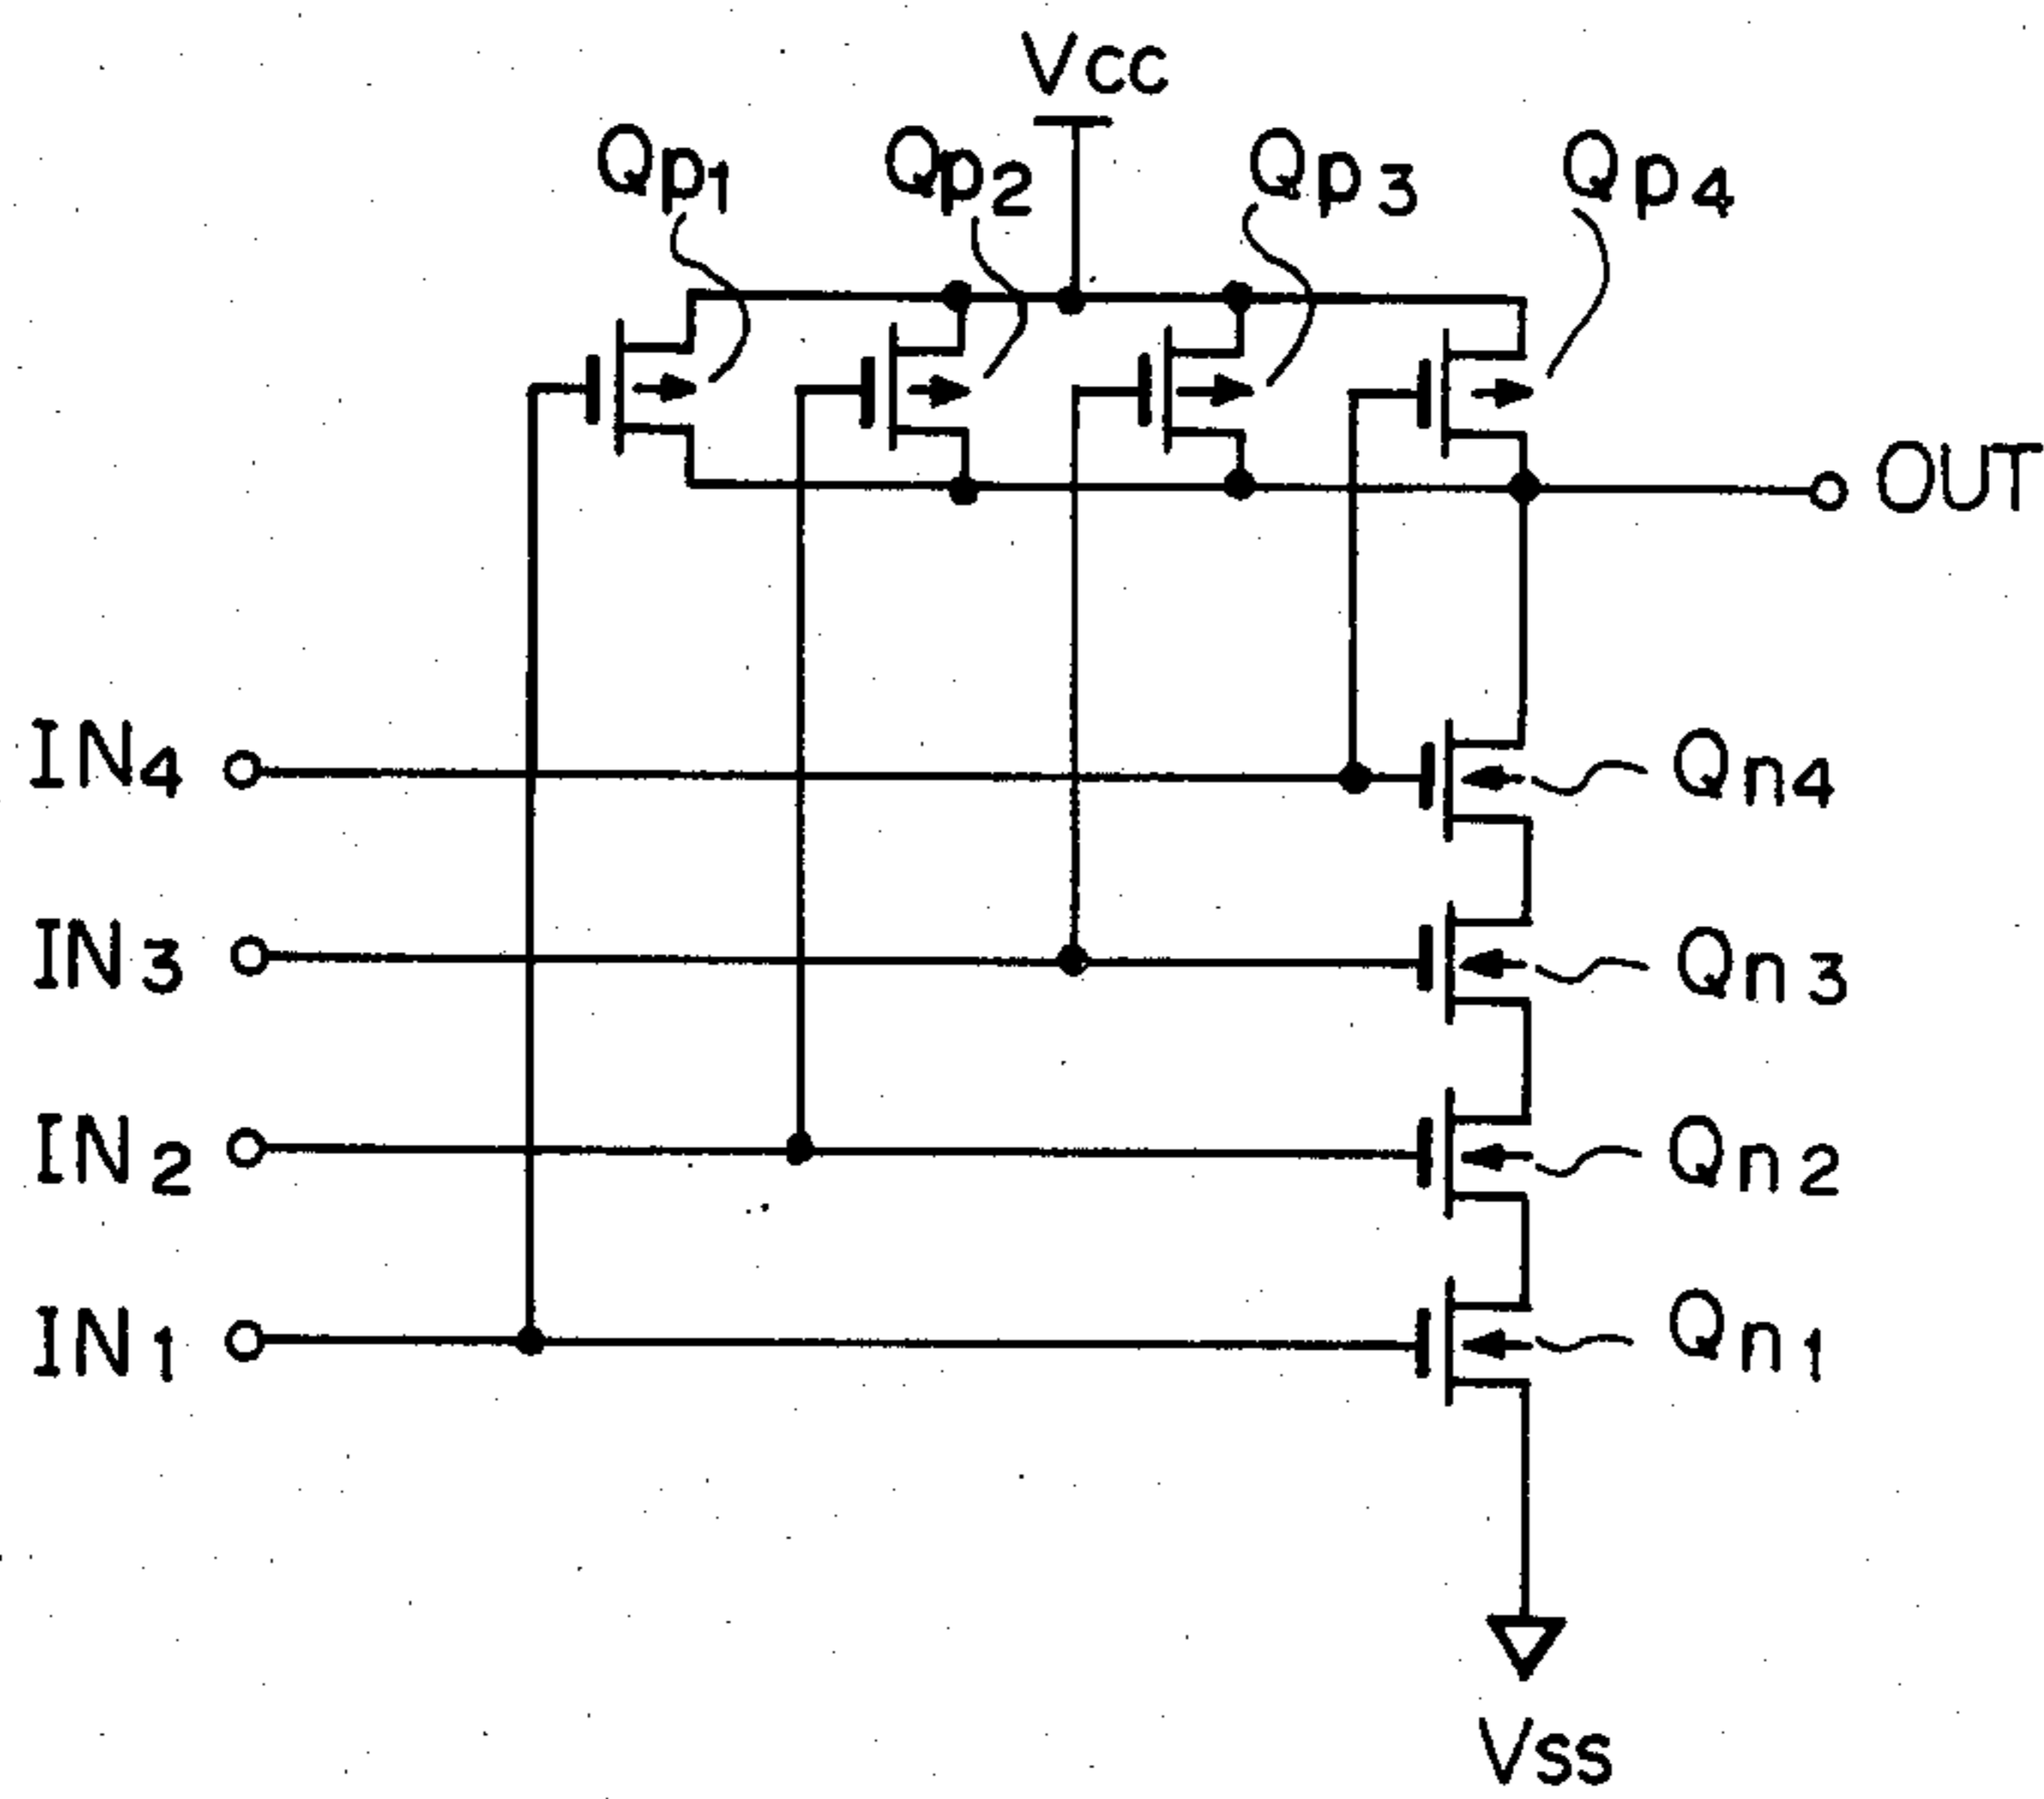 Vcc
Qp1
Qp2
Qp3
Qp4
OUT
IN4
Qn4
IN3
Qn3
IN2
Qn2
IN1
Qn1
Vss